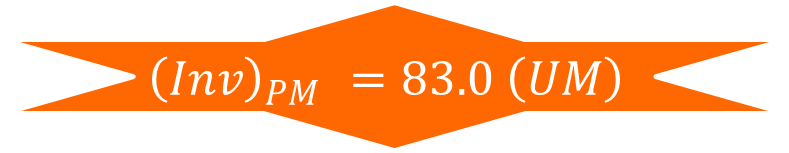 (Inv)PM = 83.0 (UM)